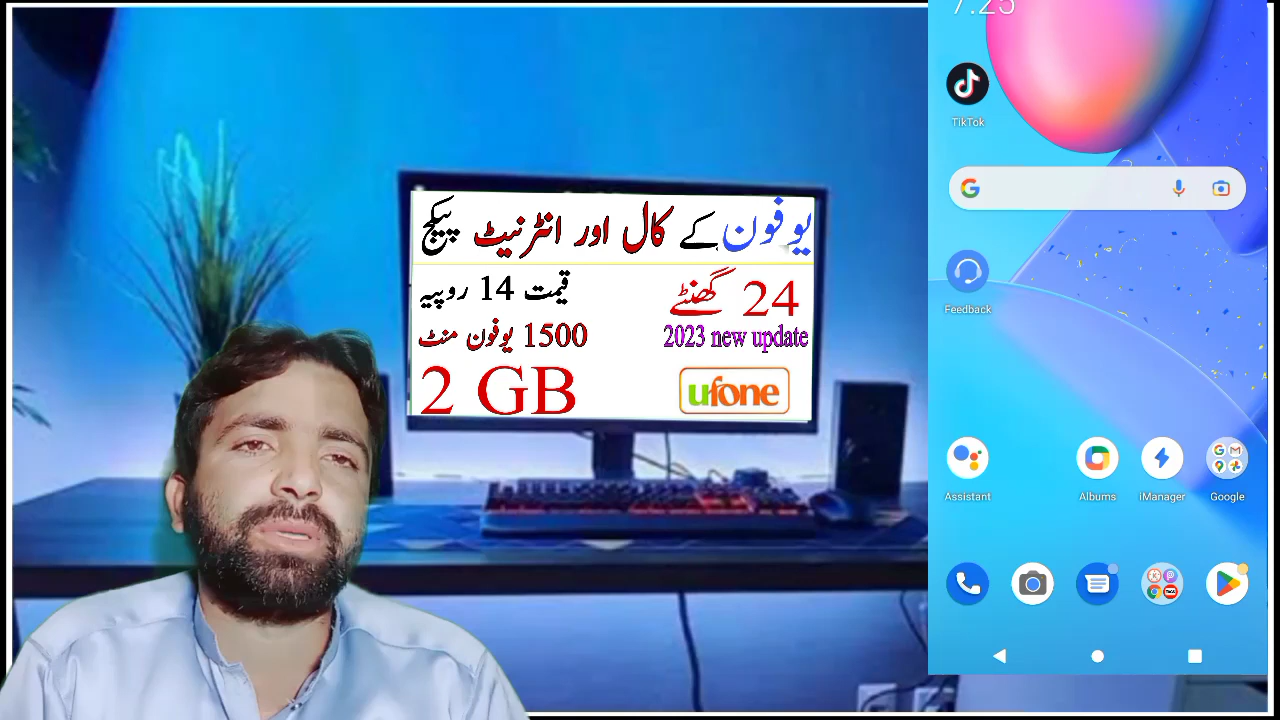 یوفون کے کال اور انٹرنیٹ پیکج
24 گھنٹے
قیمت 14 روپیہ
2023 new update
1500 یوفون منٹ
2 GB
ufone
7:25
TikTok
Feedback
Assistant
Albums
iManager
Google